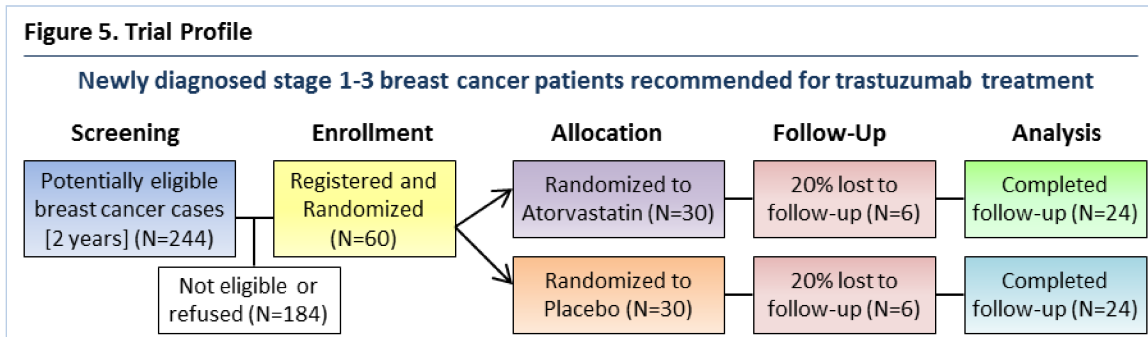 Figure 5. Trial Profile
Newly diagnosed stage 1-3 breast cancer patients recommended for trastuzumab treatment
Screening
Enrollment
Allocation
Follow-Up
Analysis
Potentially eligible
breast cancer cases
[2 years] (N=244)
Not eligible or
refused (N=184)
Registered and
Randomized
(N=60)
Randomized to
Atorvastatin (N=30)
20% lost to
follow-up (N=6)
Completed
follow-up (N=24)
Randomized to
Placebo (N=30)
20% lost to
follow-up (N=6)
Completed
follow-up (N=24)